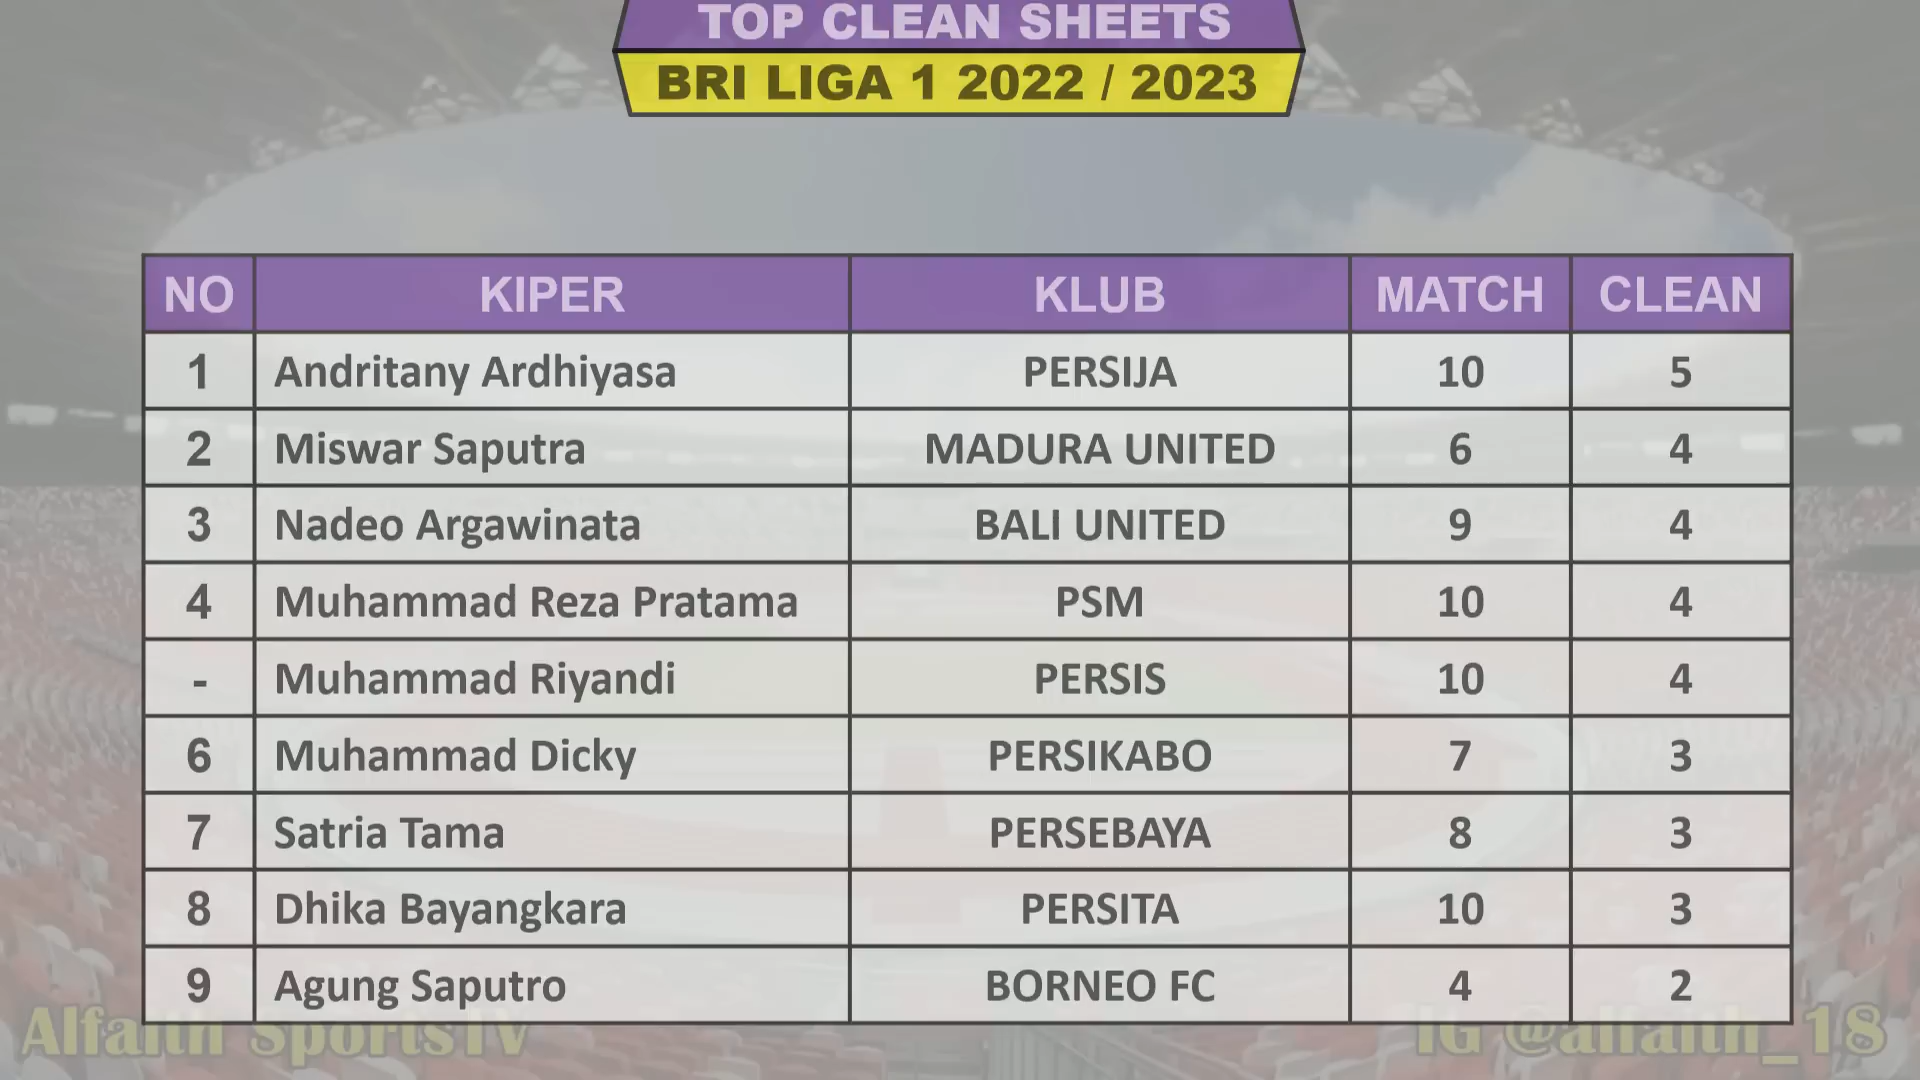 TOP CLEAN SHEETS
BRI LIGA 1 2022 / 2023
NO KIPER KLUB MATCH CLEAN
1 Andritany Ardhiyasa PERSIJA 10 5
2 Miswar Saputra MADURA UNITED 6 4
3 Nadeo Argawinata BALI UNITED 9 4
4 Muhammad Reza Pratama PSM 10 4
- Muhammad Riyandi PERSIS 10 4
6 Muhammad Dicky PERSIKABO 7 3
7 Satria Tama PERSEBAYA 8 3
8 Dhika Bayangkara PERSITA 10 3
9 Agung Saputro BORNEO FC 4 2
Alfaith SportsTV IG @alfaith_18